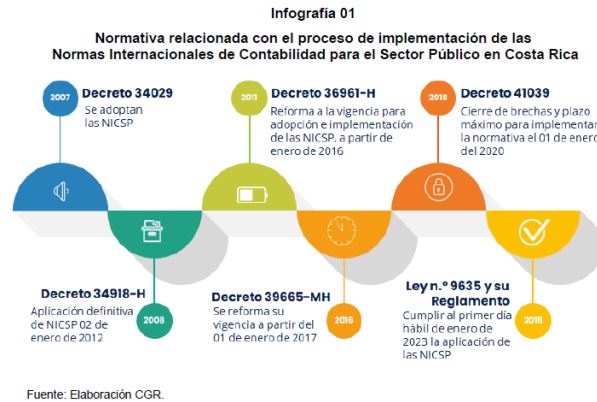 Infografía 01
Normativa relacionada con el proceso de implementación de las
Normas Internacionales de Contabilidad para el Sector Público en Costa Rica
2007
Decreto 34029
Se adoptan
las NICSP
2011
Decreto 36961-H
Reforma a la vigencia para
adopción e implementación
de las NICSP, a partir de
enero de 2016
2018
Decreto 41039
Cierre de brechas y plazo
máximo para implementar
la normativa el 01 de enero
del 2020
Decreto 34918-H
Aplicación definitiva
de NICSP 02 de
enero de 2012
2008
Decreto 39665-MH
Se reforma su
vigencia a partir del
01 de enero de 2017
2016
Ley n.° 9635 y su
Reglamento
Cumplir al primer día
hábil de enero de
2023 la aplicación de
las NICSP
2018
Fuente: Elaboración CGR.